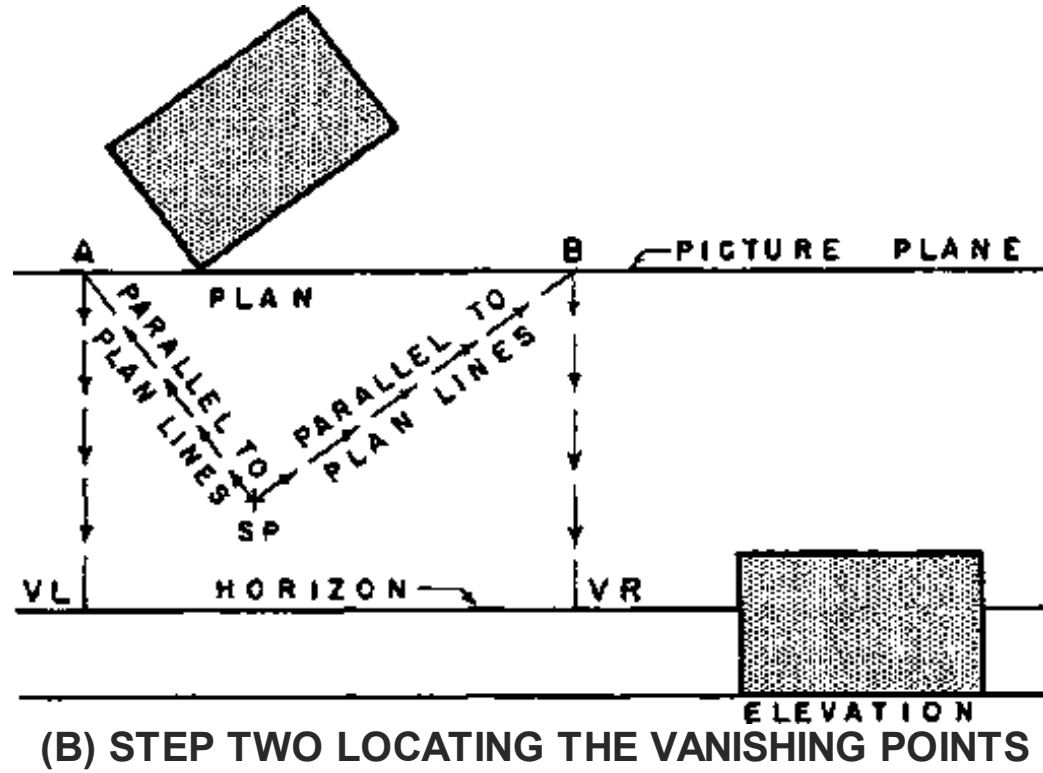 A
B
PICTURE PLANE
PLAN
PARALLEL TO
PLAN LINES
PARALLEL TO
PLAN LINES
SP
VL
HORIZON
VR
ELEVATION
(B) STEP TWO LOCATING THE VANISHING POINTS